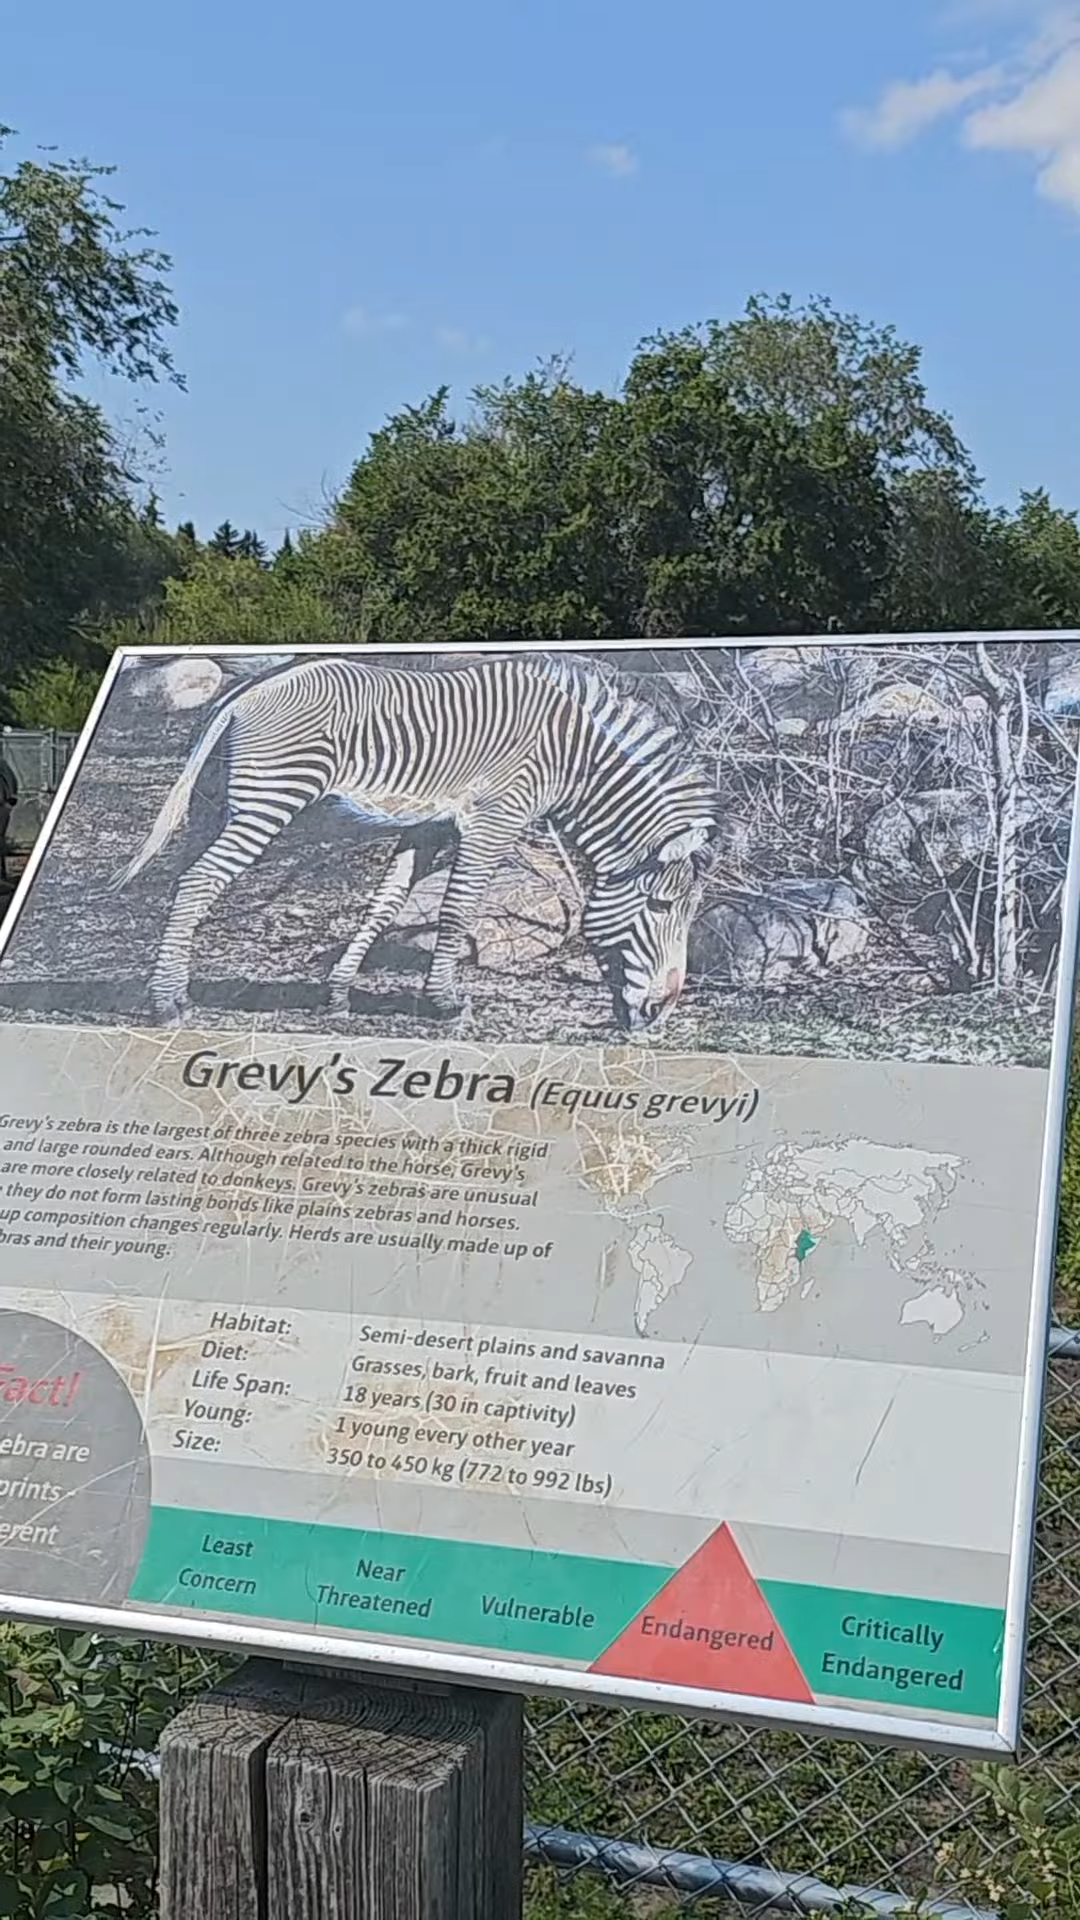 Grevy's Zebra (Equus grevyi)
Grevy's zebra is the largest of three zebra species with a thick rigid
and large rounded ears. Although related to the horse, Grevy's
are more closely related to donkeys. Grevy's zebras are unusual
they do not form lasting bonds like plains zebras and horses.
up composition changes regularly. Herds are usually made up of
bras and their young.
Habitat: Semi-desert plains and savanna
Diet: Grasses, bark, fruit and leaves
Life Span: 18 years (30 in captivity)
Young: 1 young every other year
Size: 350 to 450 kg (772 to 992 lbs)
Fact!
ebra are
prints
erent
Least
Concern
Near
Threatened
Vulnerable
Endangered
Critically
Endangered